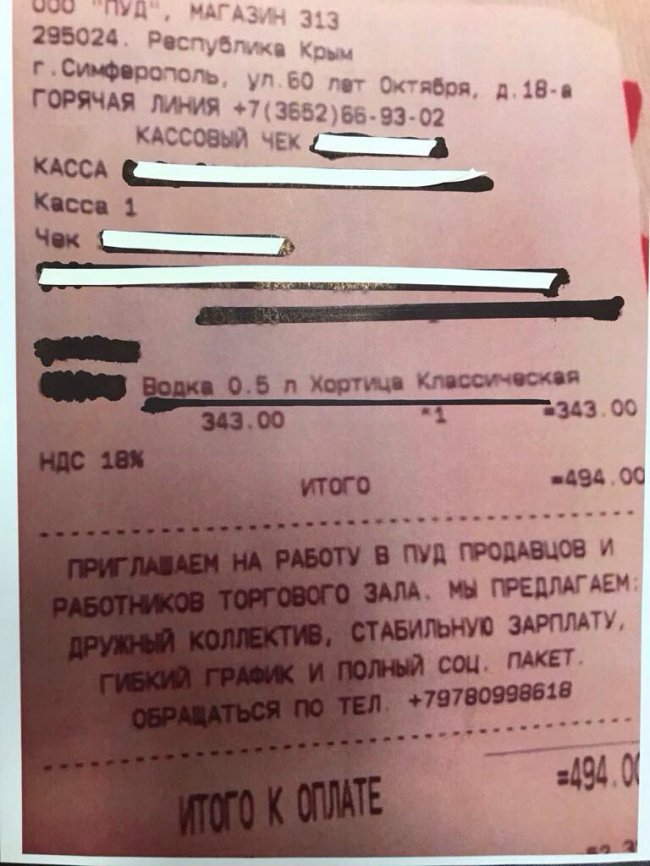 ООО "ПУД", МАГАЗИН 313
295024. Республика Крым
г.Симферополь, ул.60 лет Октября, д.18-а
ГОРЯЧАЯ ЛИНИЯ +7(3652)66-93-02
КАССОВЫЙ ЧЕК
КАССА
Касса 1
Чек
Водка 0.5 л Хортица Классическая
343.00 *1 =343.00
НДС 18%
ИТОГО =494.00
ПРИГЛАШАЕМ НА РАБОТУ В ПУД ПРОДАВЦОВ И
РАБОТНИКОВ ТОРГОВОГО ЗАЛА. МЫ ПРЕДЛАГАЕМ:
ДРУЖНЫЙ КОЛЛЕКТИВ, СТАБИЛЬНУЮ ЗАРПЛАТУ,
ГИБКИЙ ГРАФИК И ПОЛНЫЙ СОЦ. ПАКЕТ.
ОБРАЩАТЬСЯ ПО ТЕЛ. +79780998618
ИТОГО К ОПЛАТЕ =494.00